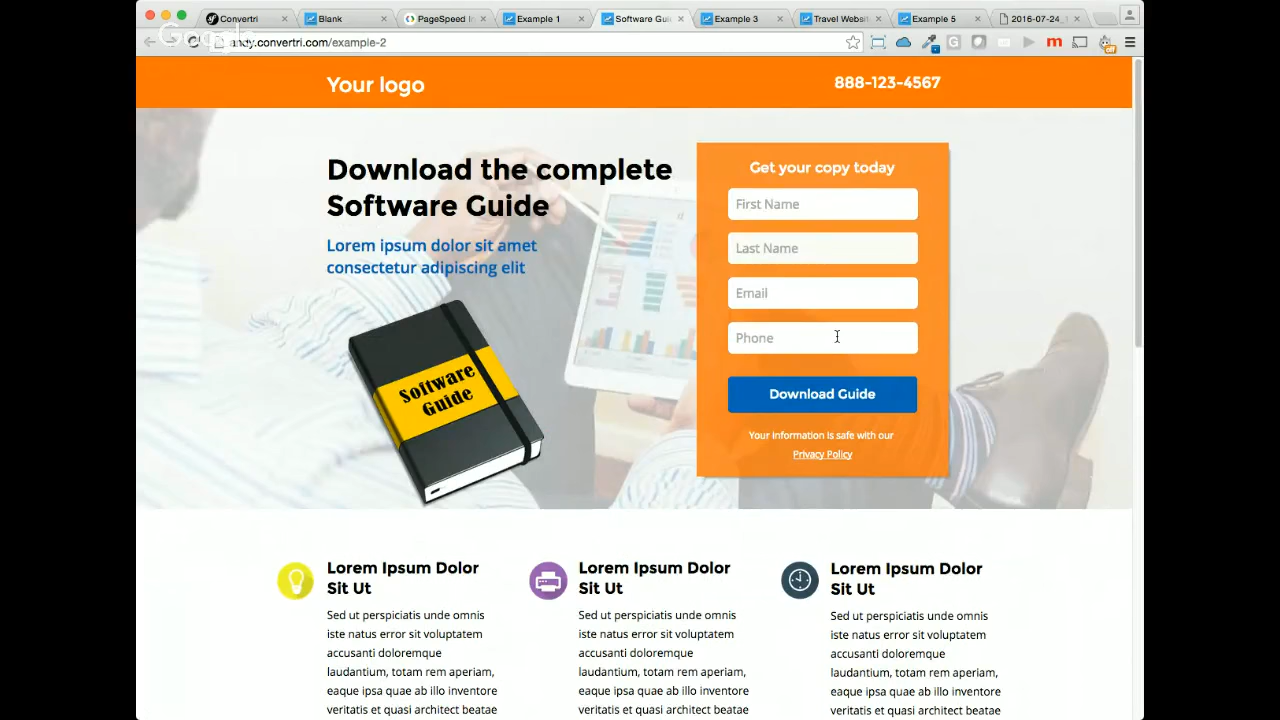 Convertri
Blank
PageSpeed In
Example 1
Software Gui
Example 3
Travel Websit
Example 5
2016-07-24_1
Google
andy.convertri.com/example-2
off
Your logo
888-123-4567
Download the complete
Software Guide
Lorem ipsum dolor sit amet
consectetur adipiscing elit
Software
Guide
Get your copy today
First Name
Last Name
Email
Phone
Download Guide
Your information is safe with our
Privacy Policy
Lorem Ipsum Dolor
Sit Ut
Sed ut perspiciatis unde omnis
iste natus error sit voluptatem
accusanti doloremque
laudantium, totam rem aperiam,
eaque ipsa quae ab illo inventore
veritatis et quasi architect beatae
Lorem Ipsum Dolor
Sit Ut
Sed ut perspiciatis unde omnis
iste natus error sit voluptatem
accusanti doloremque
laudantium, totam rem aperiam,
eaque ipsa quae ab illo inventore
veritatis et quasi architect beatae
Lorem Ipsum Dolor
Sit Ut
Sed ut perspiciatis unde omnis
iste natus error sit voluptatem
accusanti doloremque
laudantium, totam rem aperiam,
eaque ipsa quae ab illo inventore
veritatis et quasi architect beatae